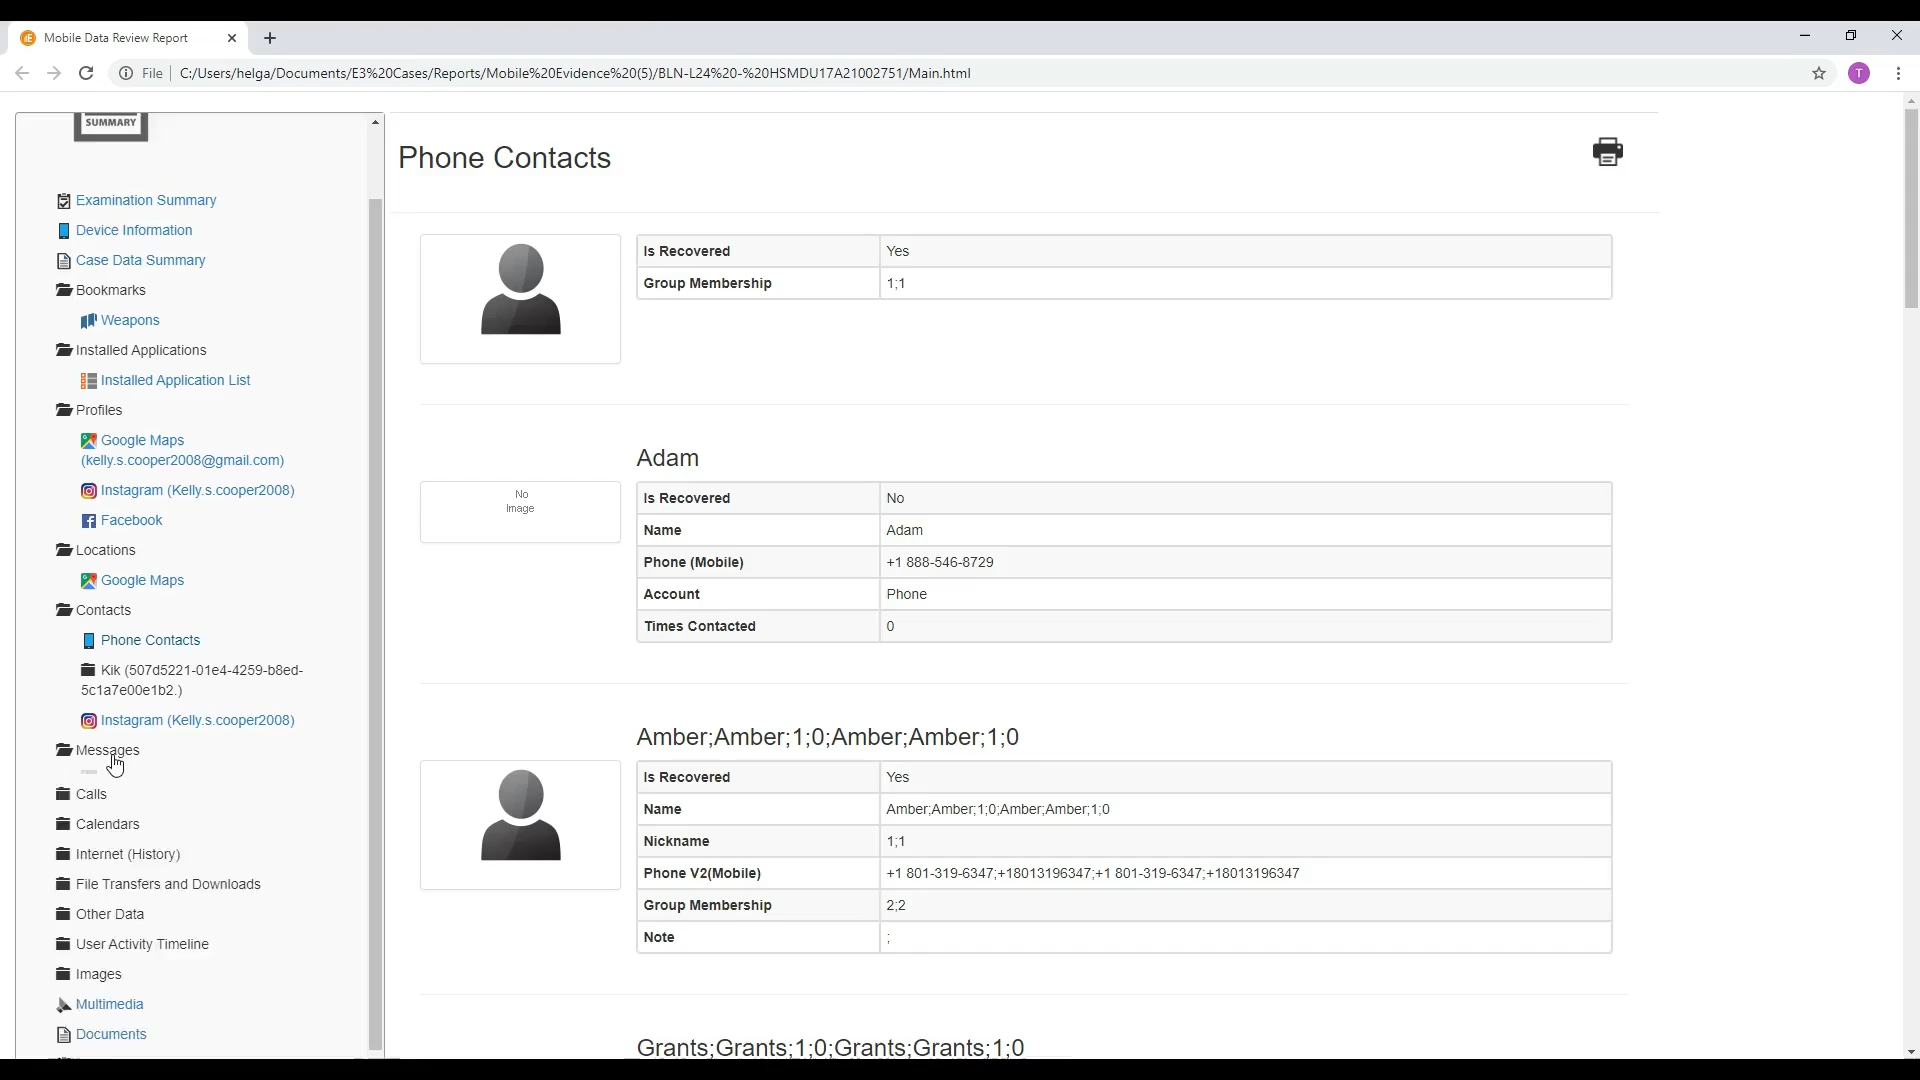 Mobile Data Review Report
File
C:/Users/helga/Documents/E3%20Cases/Reports/Mobile%20Evidence%20(5)/BLN-L24%20-%20HSMDU17A21002751/Main.html
T
SUMMARY
Examination Summary
Device Information
Case Data Summary
Bookmarks
Weapons
Installed Applications
Installed Application List
Profiles
Google Maps
(kelly.s.cooper2008@gmail.com)
Instagram (Kelly.s.cooper2008)
Facebook
Locations
Google Maps
Contacts
Phone Contacts
Kik (507d5221-01e4-4259-b8ed-
5c1a7e00e1b2.)
Instagram (Kelly.s.cooper2008)
Messages
Calls
Calendars
Internet (History)
File Transfers and Downloads
Other Data
User Activity Timeline
Images
Multimedia
Documents
Phone Contacts
Is Recovered Yes
Group Membership 1;1
Adam
No
Image
Is Recovered No
Name Adam
Phone (Mobile) +1 888-546-8729
Account Phone
Times Contacted 0
Amber;Amber;1;0;Amber;Amber;1;0
Is Recovered Yes
Name Amber;Amber;1;0;Amber;Amber;1;0
Nickname 1;1
Phone V2(Mobile) +1 801-319-6347;+18013196347;+1 801-319-6347;+18013196347
Group Membership 2;2
Note ;
Grants;Grants;1;0;Grants;Grants;1;0